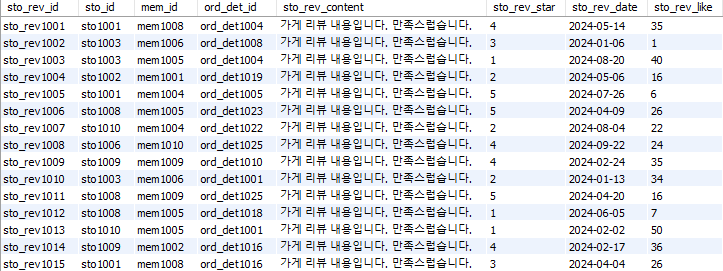 sto_rev_id sto_id mem_id ord_det_id sto_rev_content sto_rev_star sto_rev_date sto_rev_like
sto_rev1001 sto1001 mem1008 ord_det1004 가게 리뷰 내용입니다. 만족스럽습니다. 4 2024-05-14 35
sto_rev1002 sto1003 mem1006 ord_det1008 가게 리뷰 내용입니다. 만족스럽습니다. 3 2024-01-06 1
sto_rev1003 sto1003 mem1005 ord_det1004 가게 리뷰 내용입니다. 만족스럽습니다. 1 2024-08-20 40
sto_rev1004 sto1002 mem1001 ord_det1019 가게 리뷰 내용입니다. 만족스럽습니다. 2 2024-05-06 16
sto_rev1005 sto1001 mem1004 ord_det1005 가게 리뷰 내용입니다. 만족스럽습니다. 5 2024-07-26 6
sto_rev1006 sto1008 mem1005 ord_det1023 가게 리뷰 내용입니다. 만족스럽습니다. 5 2024-04-09 26
sto_rev1007 sto1010 mem1004 ord_det1022 가게 리뷰 내용입니다. 만족스럽습니다. 2 2024-08-04 22
sto_rev1008 sto1006 mem1010 ord_det1025 가게 리뷰 내용입니다. 만족스럽습니다. 4 2024-09-22 24
sto_rev1009 sto1009 mem1009 ord_det1010 가게 리뷰 내용입니다. 만족스럽습니다. 4 2024-02-24 35
sto_rev1010 sto1003 mem1006 ord_det1001 가게 리뷰 내용입니다. 만족스럽습니다. 2 2024-01-13 34
sto_rev1011 sto1008 mem1009 ord_det1025 가게 리뷰 내용입니다. 만족스럽습니다. 5 2024-04-20 16
sto_rev1012 sto1008 mem1005 ord_det1018 가게 리뷰 내용입니다. 만족스럽습니다. 1 2024-06-05 7
sto_rev1013 sto1010 mem1005 ord_det1001 가게 리뷰 내용입니다. 만족스럽습니다. 1 2024-02-02 50
sto_rev1014 sto1009 mem1002 ord_det1016 가게 리뷰 내용입니다. 만족스럽습니다. 4 2024-02-17 36
sto_rev1015 sto1001 mem1008 ord_det1016 가게 리뷰 내용입니다. 만족스럽습니다. 3 2024-04-04 26